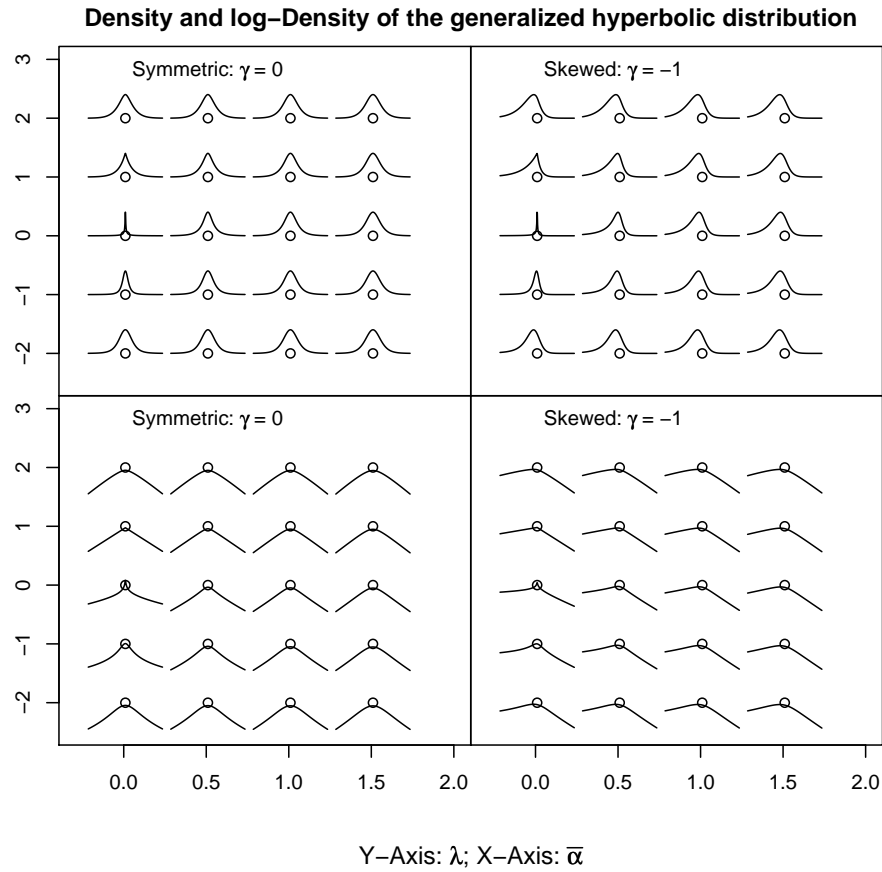 Density and log−Density of the generalized hyperbolic distribution
Symmetric: γ = 0
Skewed: γ = −1
3
2
1
0
−1
−2
Symmetric: γ = 0
Skewed: γ = −1
3
2
1
0
−1
−2
0.0 0.5 1.0 1.5 2.0
0.0 0.5 1.0 1.5 2.0
Y−Axis: λ; X−Axis: α̅